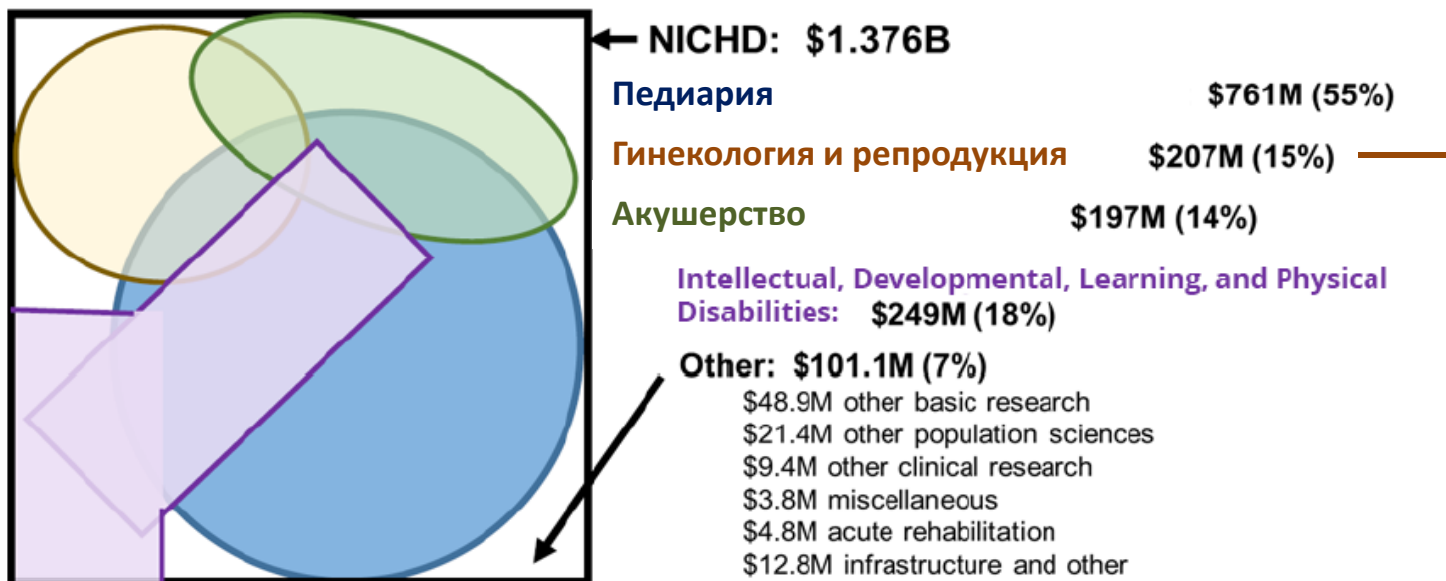 NICHD: $1.376B
Педиария $761M (55%)
Гинекология и репродукция $207M (15%)
Акушерство $197M (14%)
Intellectual, Developmental, Learning, and Physical
Disabilities: $249M (18%)
Other: $101.1M (7%)
$48.9M other basic research
$21.4M other population sciences
$9.4M other clinical research
$3.8M miscellaneous
$4.8M acute rehabilitation
$12.8M infrastructure and other